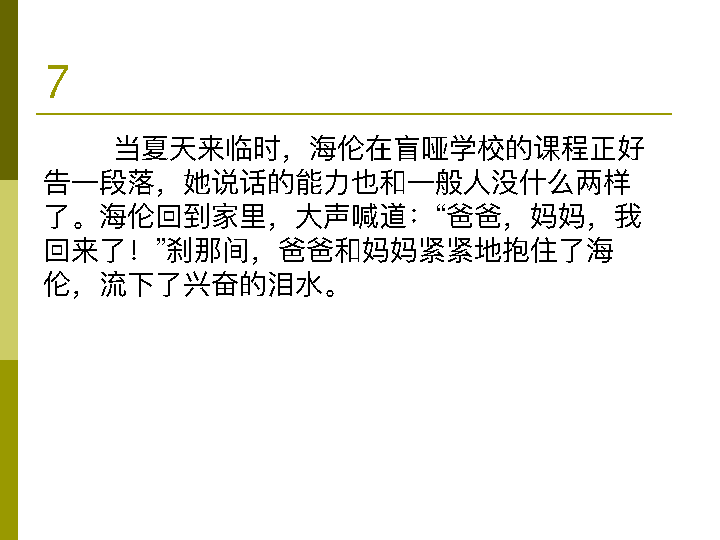 7
当夏天来临时，海伦在盲哑学校的课程正好
告一段落，她说话的能力也和一般人没什么两样
了。海伦回到家里，大声喊道：“爸爸，妈妈，我
回来了！”刹那间，爸爸和妈妈紧紧地抱住了海
伦，流下了兴奋的泪水。